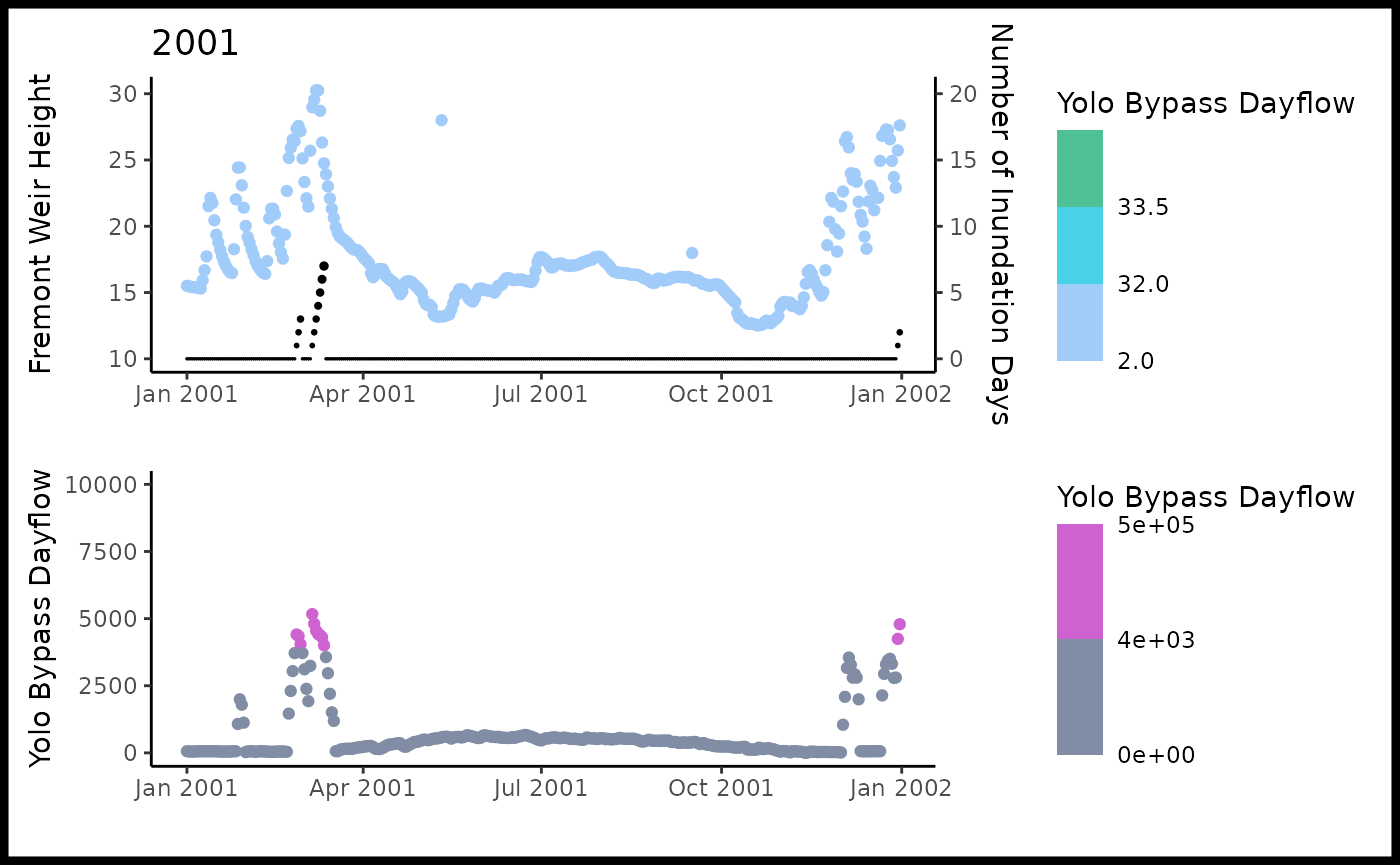 2001
Fremont Weir Height
30
25
20
15
10
20
15
10
5
0
Number of Inundation Days
Jan 2001 Apr 2001 Jul 2001 Oct 2001 Jan 2002
Yolo Bypass Dayflow
33.5
32.0
2.0
Yolo Bypass Dayflow
10000
7500
5000
2500
0
Jan 2001 Apr 2001 Jul 2001 Oct 2001 Jan 2002
Yolo Bypass Dayflow
5e+05
4e+03
0e+00